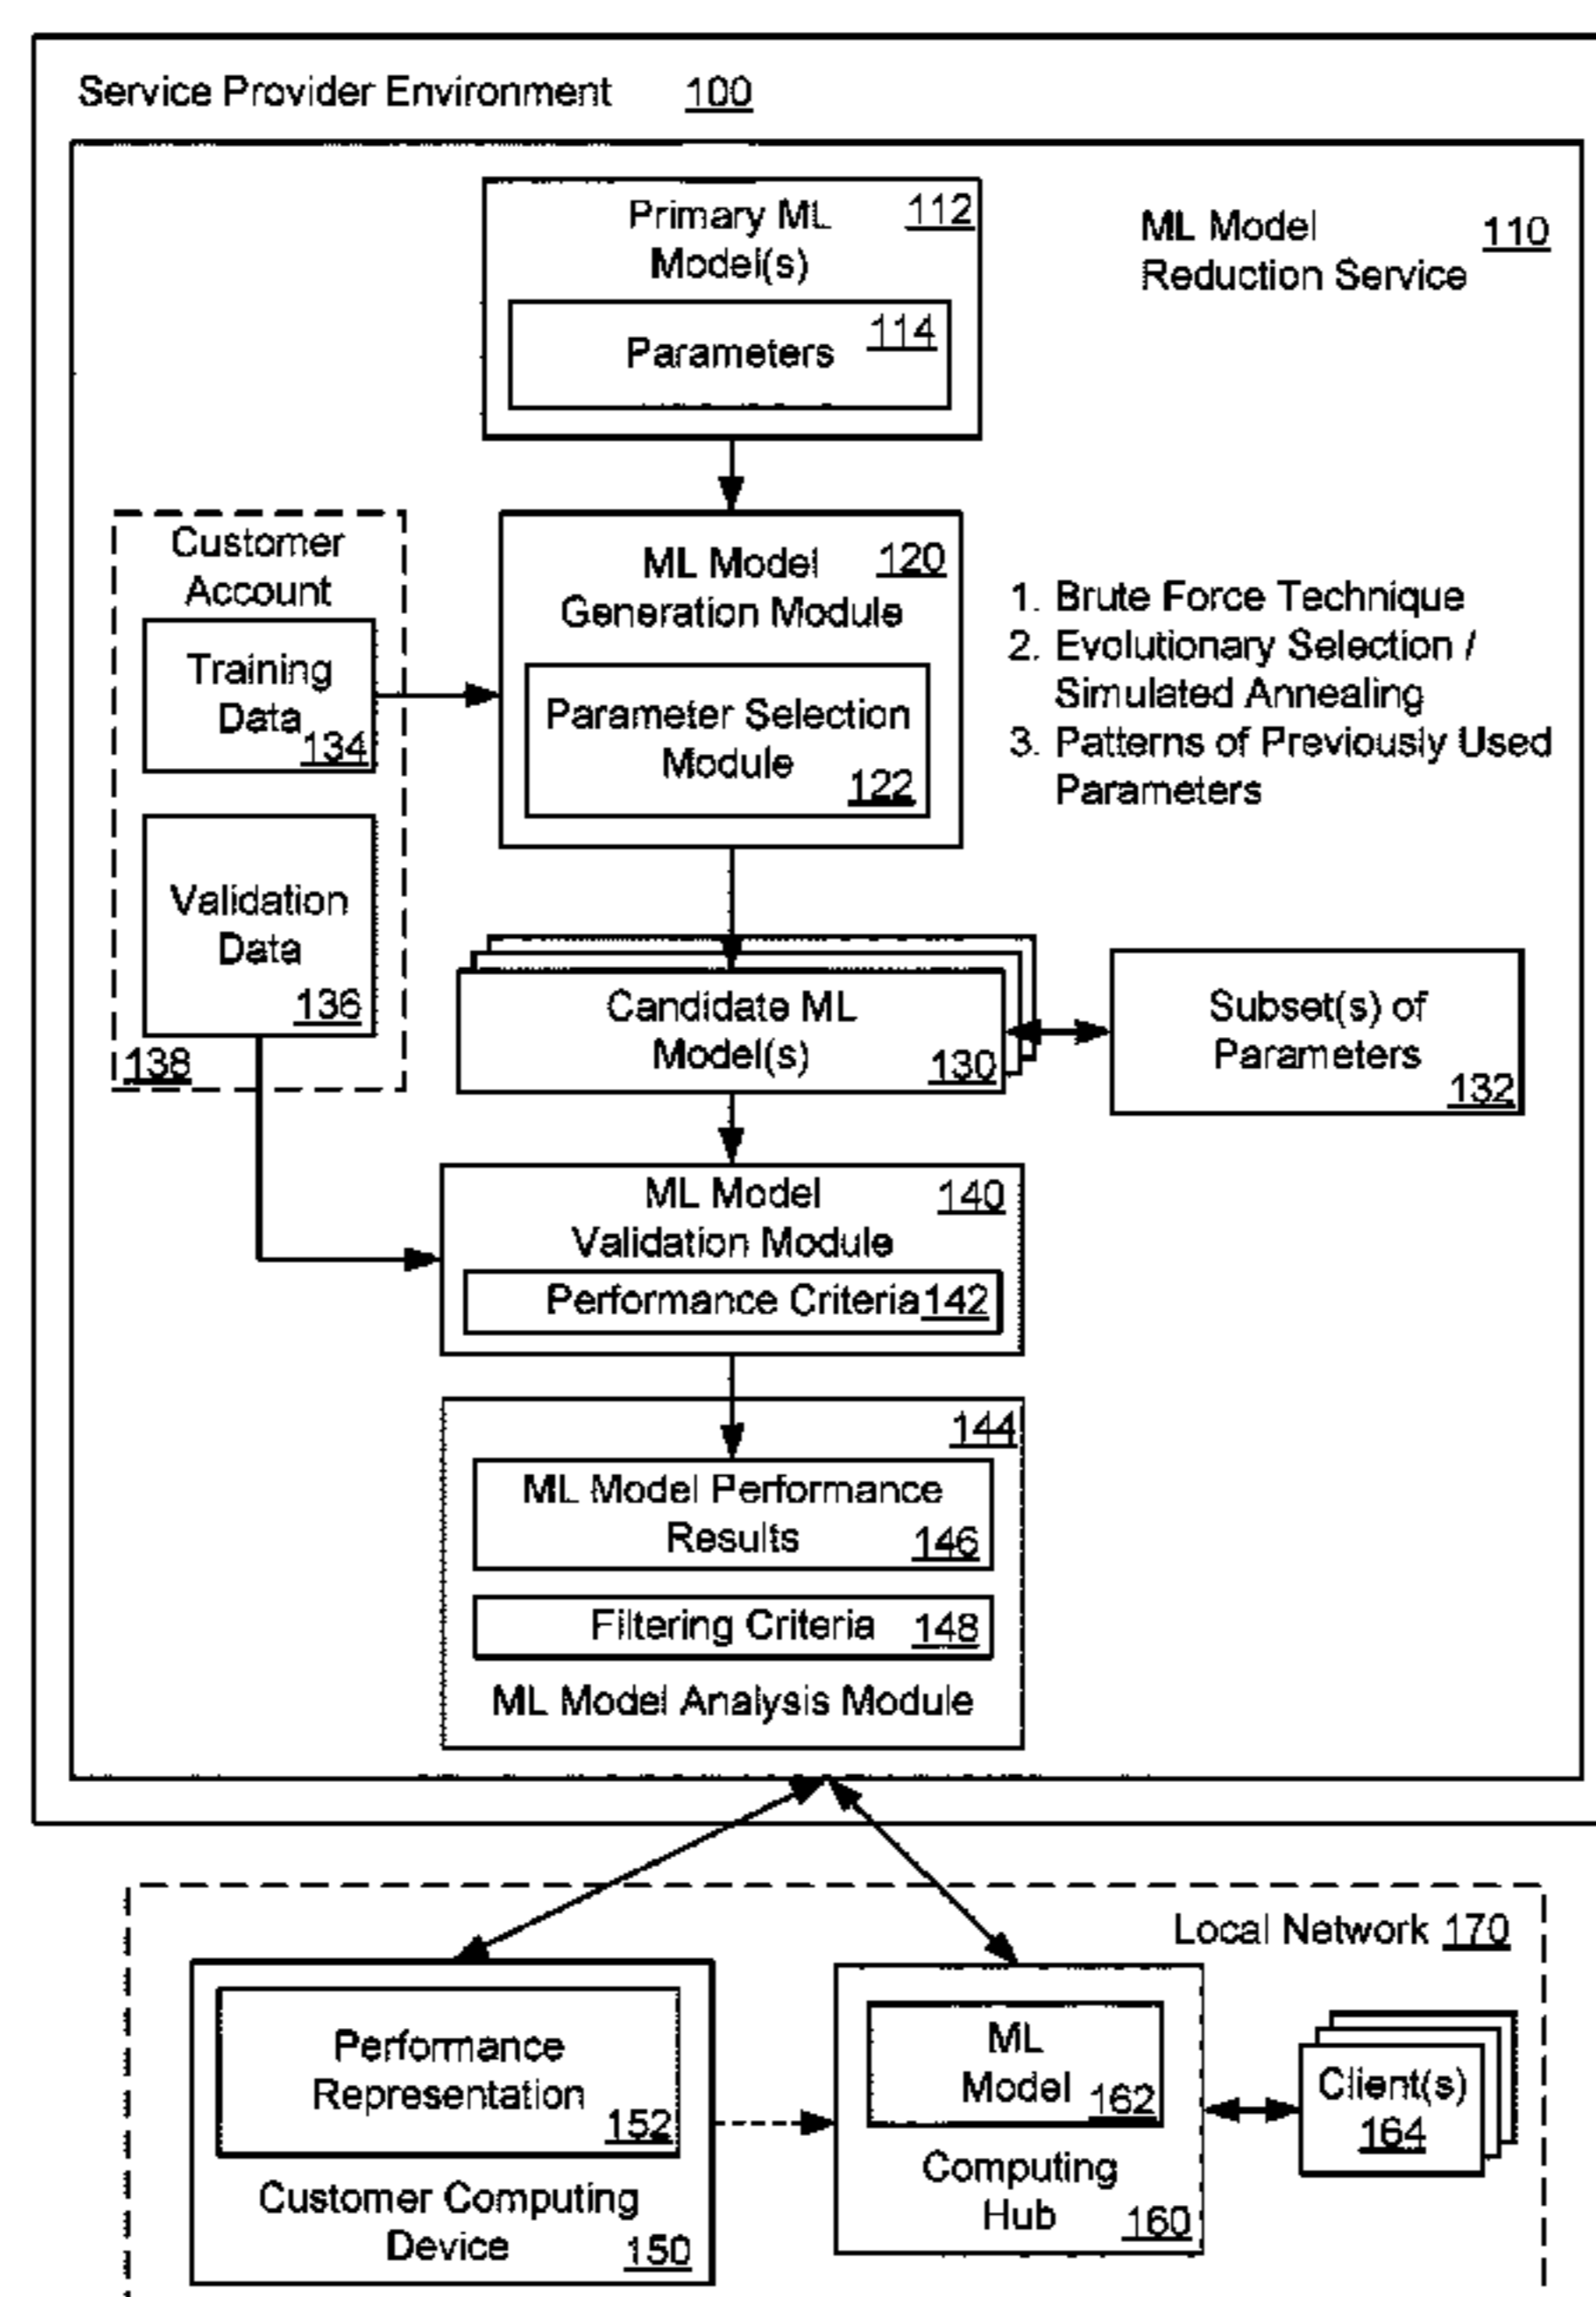 Service Provider Environment 100
Primary ML 112
Model(s)
Parameters 114
ML Model 110
Reduction Service
Customer
Account
Training
Data 134
Validation
Data
136
138
ML Model 120
Generation Module
Parameter Selection
Module
122
1. Brute Force Technique
2. Evolutionary Selection /
Simulated Annealing
3. Patterns of Previously Used
Parameters
Candidate ML
Model(s) 130
Subset(s) of
Parameters
132
ML Model 140
Validation Module
Performance Criteria 142
144
ML Model Performance
Results 146
Filtering Criteria 148
ML Model Analysis Module
Local Network 170
Performance
Representation
152
Customer Computing
Device 150
ML
Model 162
Computing
Hub 160
Client(s)
164